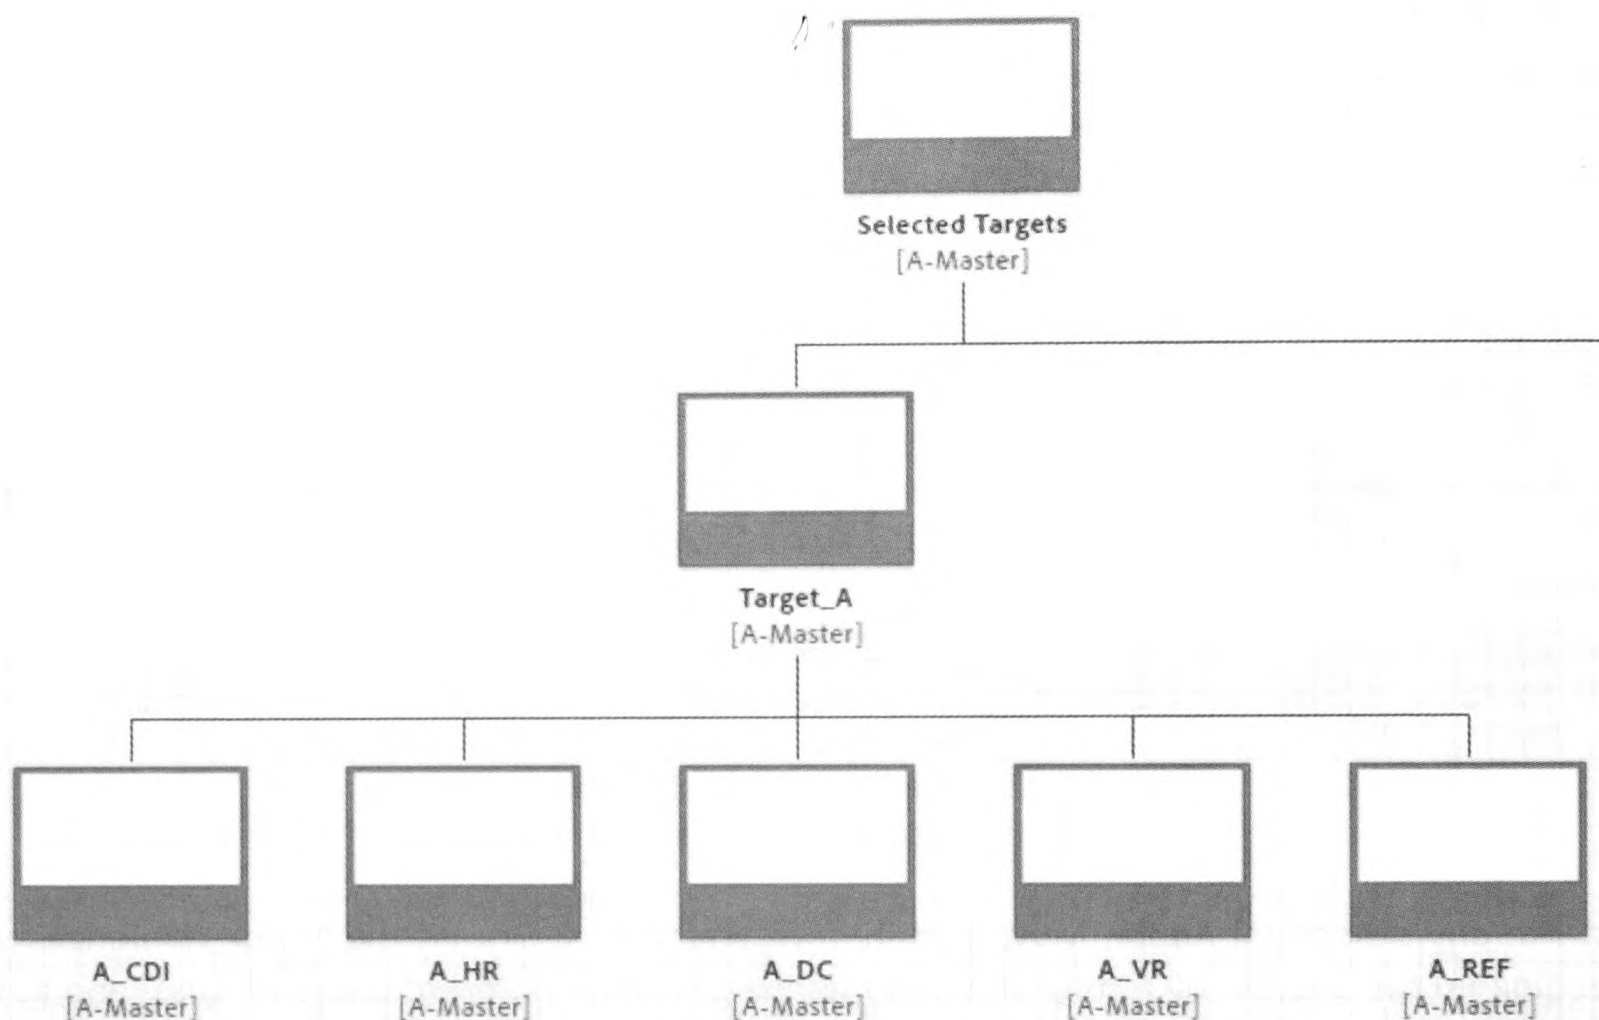 Selected Targets
[A-Master]
Target_A
[A-Master]
A_CDI
[A-Master]
A_HR
[A-Master]
A_DC
[A-Master]
A_VR
[A-Master]
A_REF
[A-Master]